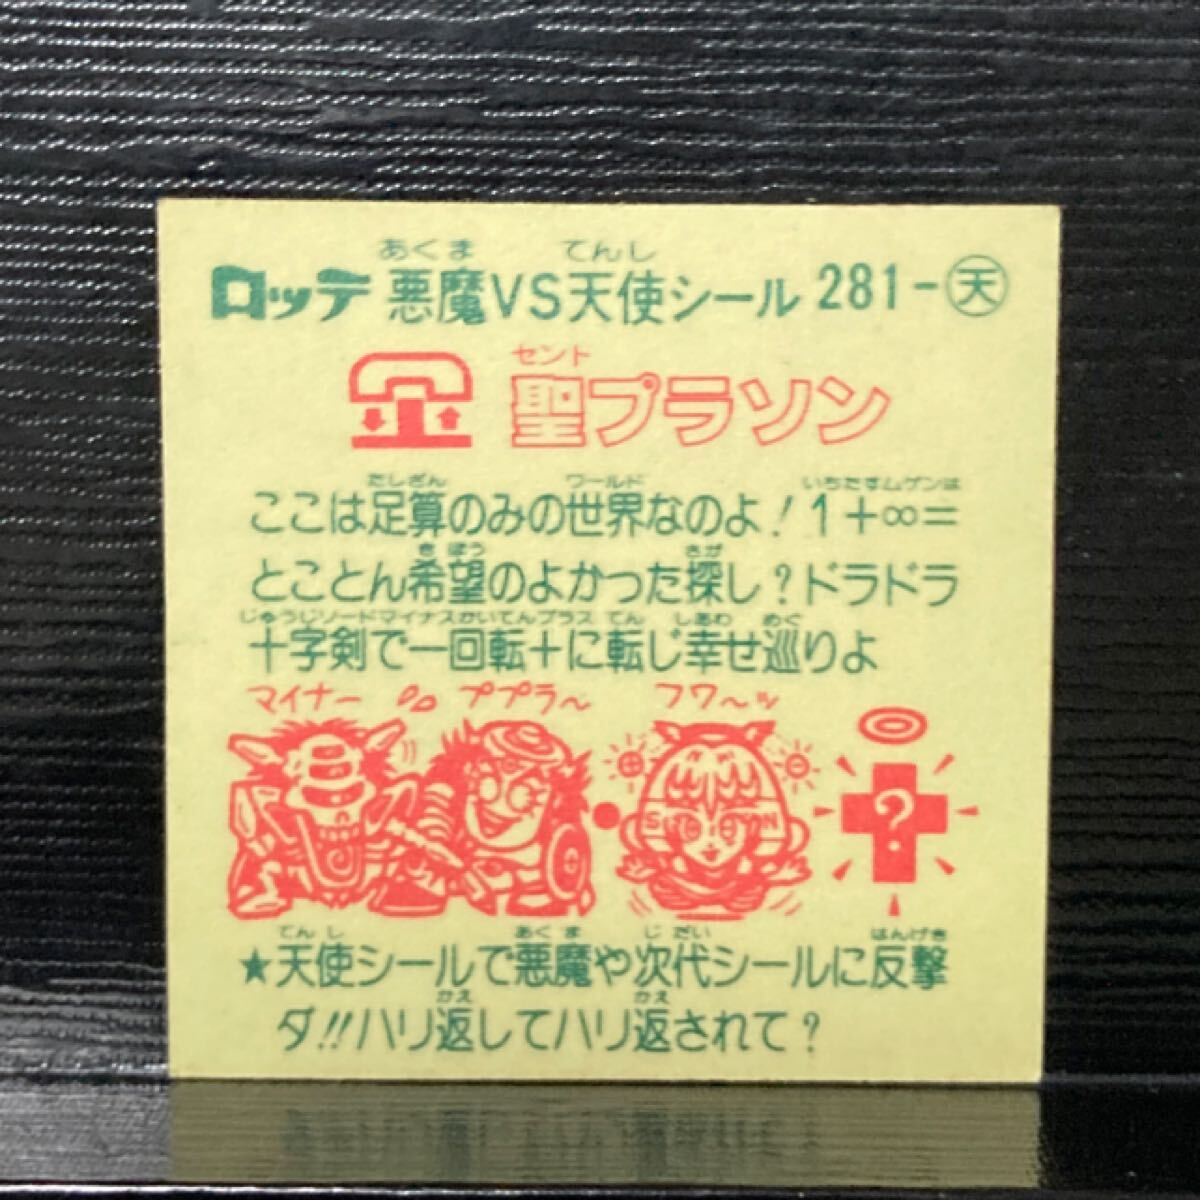 あくま てんし
ロッテ 悪魔VS天使シール 281-天
セント
聖プラソン
たしざん ワールド いちたすムゲンは
ここは足算のみの世界なのよ!1+∞=
きぼう さが
とことん希望のよかった探し?ドラドラ
じゅうじソードマイナスかいてんプラス てん しあわ めぐ
十字剣で一回転+に転じ幸せ巡りよ
マイナー ププラ〜 フワ〜ッ
?
てんし あくま じだい はんげき
★天使シールで悪魔や次代シールに反撃
かえ かえ
ダ!!ハリ返してハリ返されて?